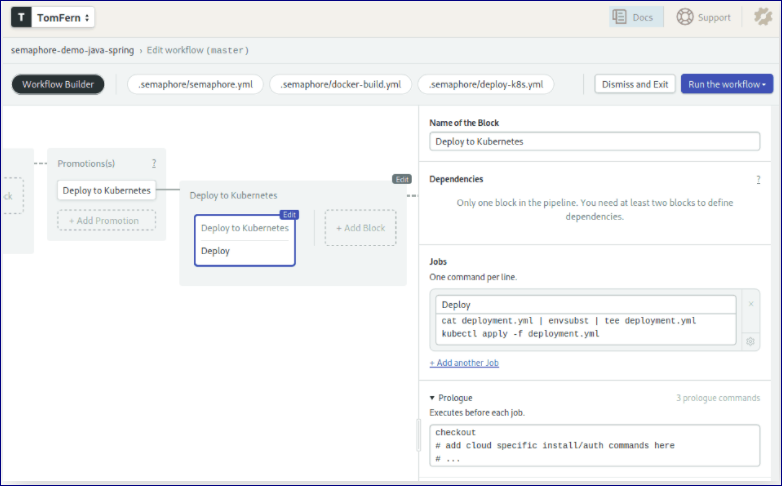 T TomFern
Docs
Support
semaphore-demo-java-spring › Edit workflow (master)
Workflow Builder
.semaphore/semaphore.yml
.semaphore/docker-build.yml
.semaphore/deploy-k8s.yml
Dismiss and Exit
Run the workflow
ck
Promotions(s) ?
Deploy to Kubernetes
+ Add Promotion
Edit
Deploy to Kubernetes
Edit
Deploy to Kubernetes
Deploy
+ Add Block
Name of the Block
Deploy to Kubernetes
Dependencies ?
Only one block in the pipeline. You need at least two blocks to define
dependencies.
Jobs
One command per line.
Deploy ×
cat deployment.yml | envsubst | tee deployment.yml
kubectl apply -f deployment.yml
+ Add another Job
▾ Prologue 3 prologue commands
Executes before each job.
checkout
# add cloud specific install/auth commands here
# ...